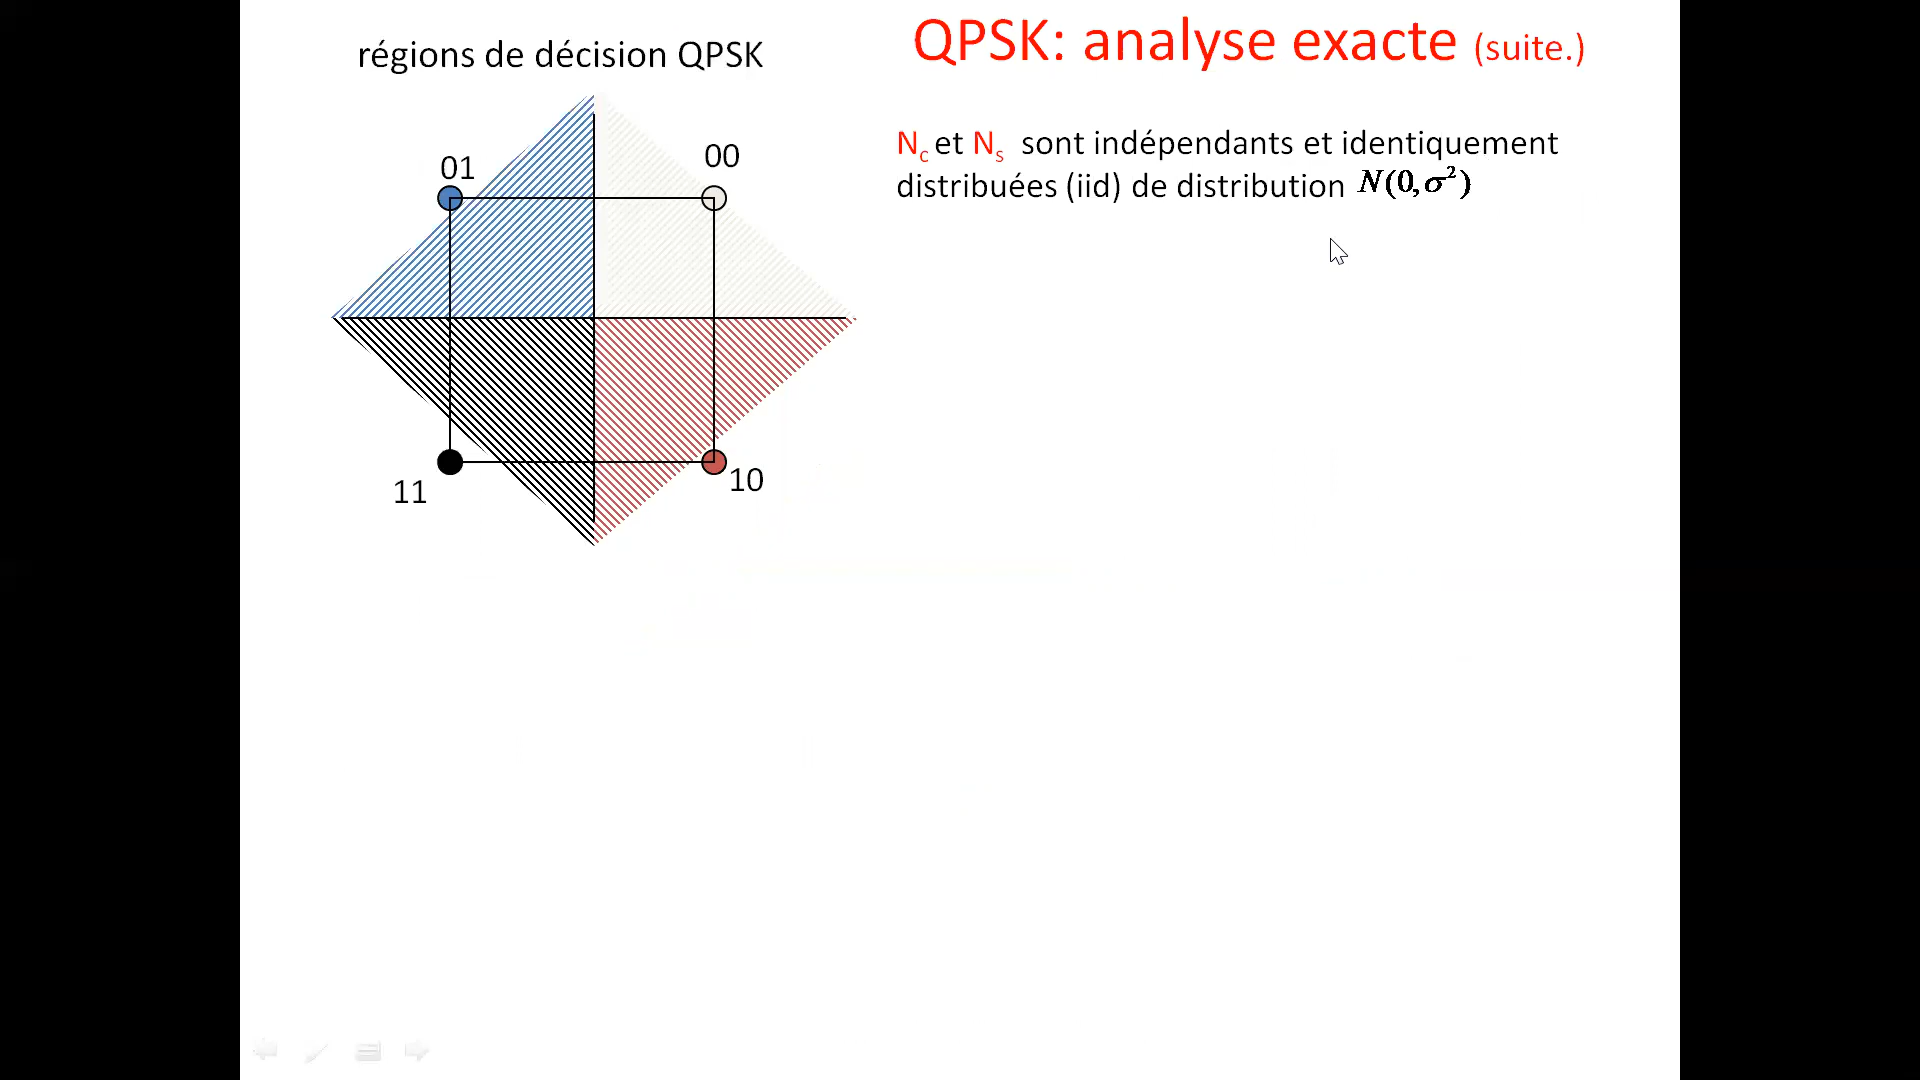 régions de décision QPSK
QPSK: analyse exacte (suite.)
01
00
11
10
Nc et Ns sont indépendants et identiquement
distribuées (iid) de distribution N(0,σ²)